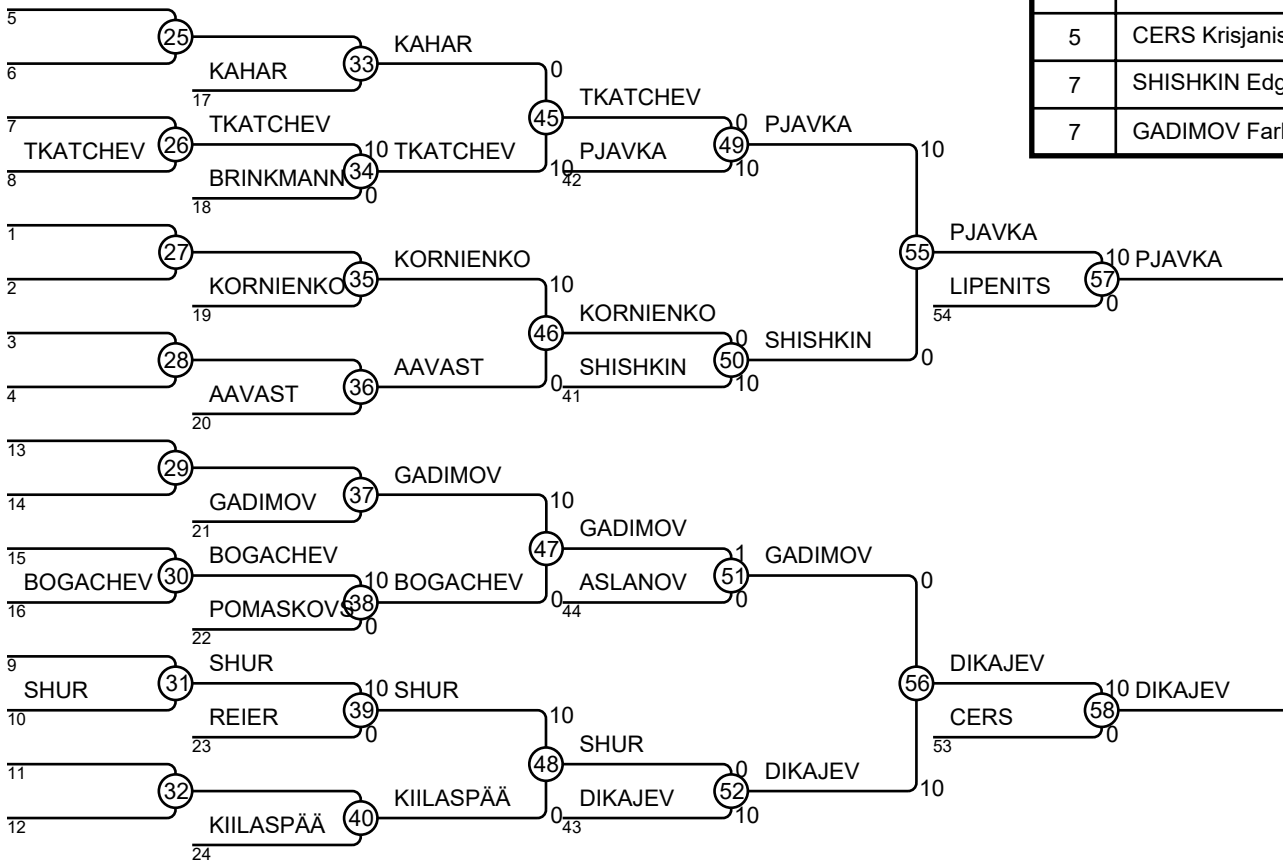 5 CERS Krisjanis
7 SHISHKIN Edg
7 GADIMOV Far
5
25
6
KAHAR
17
33
KAHAR
0
45
TKATCHEV
0
PJAVKA
10
7
TKATCHEV
26
8
TKATCHEV
10
BRINKMANN
34
0
18
TKATCHEV
10
PJAVKA
42
49
10
1
27
2
KORNIENKO
35
19
KORNIENKO
10
46
KORNIENKO
0
SHISHKIN
0
55
PJAVKA
10
PJAVKA
LIPENITS
57
0
54
3
28
4
AAVAST
36
20
AAVAST
0
SHISHKIN
41
50
10
13
29
14
GADIMOV
37
21
GADIMOV
10
47
GADIMOV
1
GADIMOV
0
15
BOGACHEV
30
16
BOGACHEV
10
POMASKOVS
38
0
22
BOGACHEV
0
ASLANOV
44
51
0
9
SHUR
31
10
SHUR
10
REIER
39
0
23
SHUR
10
48
SHUR
0
DIKAJEV
10
56
DIKAJEV
10
DIKAJEV
CERS
58
0
53
11
32
12
KIILASPÄÄ
40
24
KIILASPÄÄ
0
DIKAJEV
43
52
10